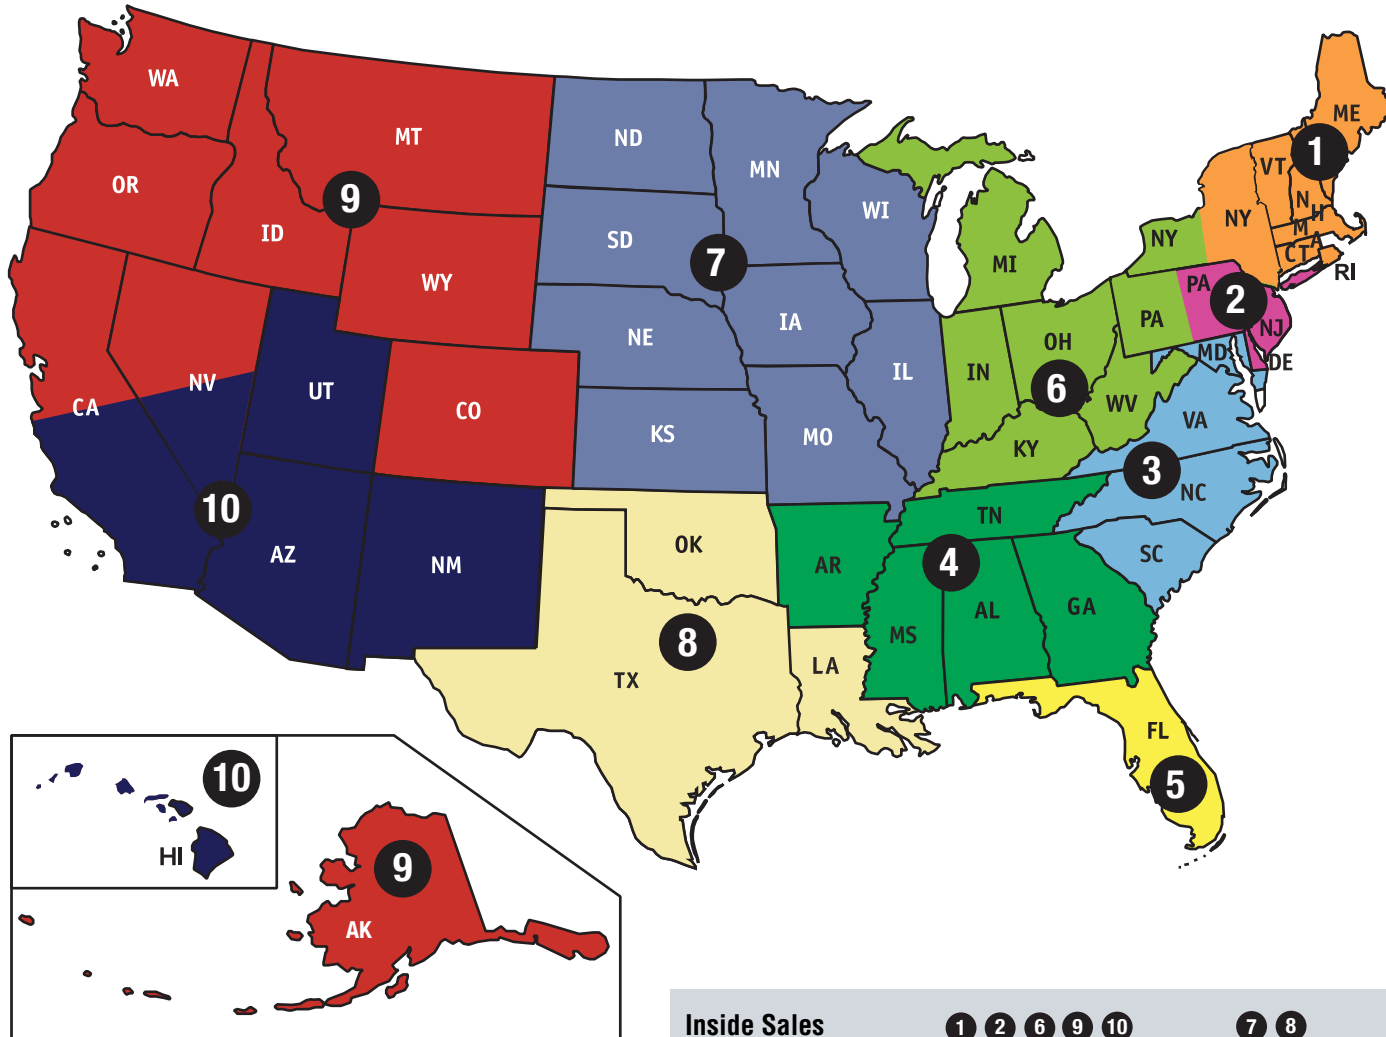 WA
ME
MT
ND
1
OR
MN
VT
9
NH
WI
NY
ID
SD
NY
MA
7
MI
CT
RI
WY
PA
2
NE
IA
PA
NJ
OH
MD
DE
NV
UT
IL
IN
6
CA
CO
WV
VA
KS
MO
KY
3
NC
10
TN
AZ
OK
SC
NM
AR
4
GA
AL
8
MS
TX
LA
FL
10
5
HI
9
AK
Inside Sales 1 2 6 9 10 7 8